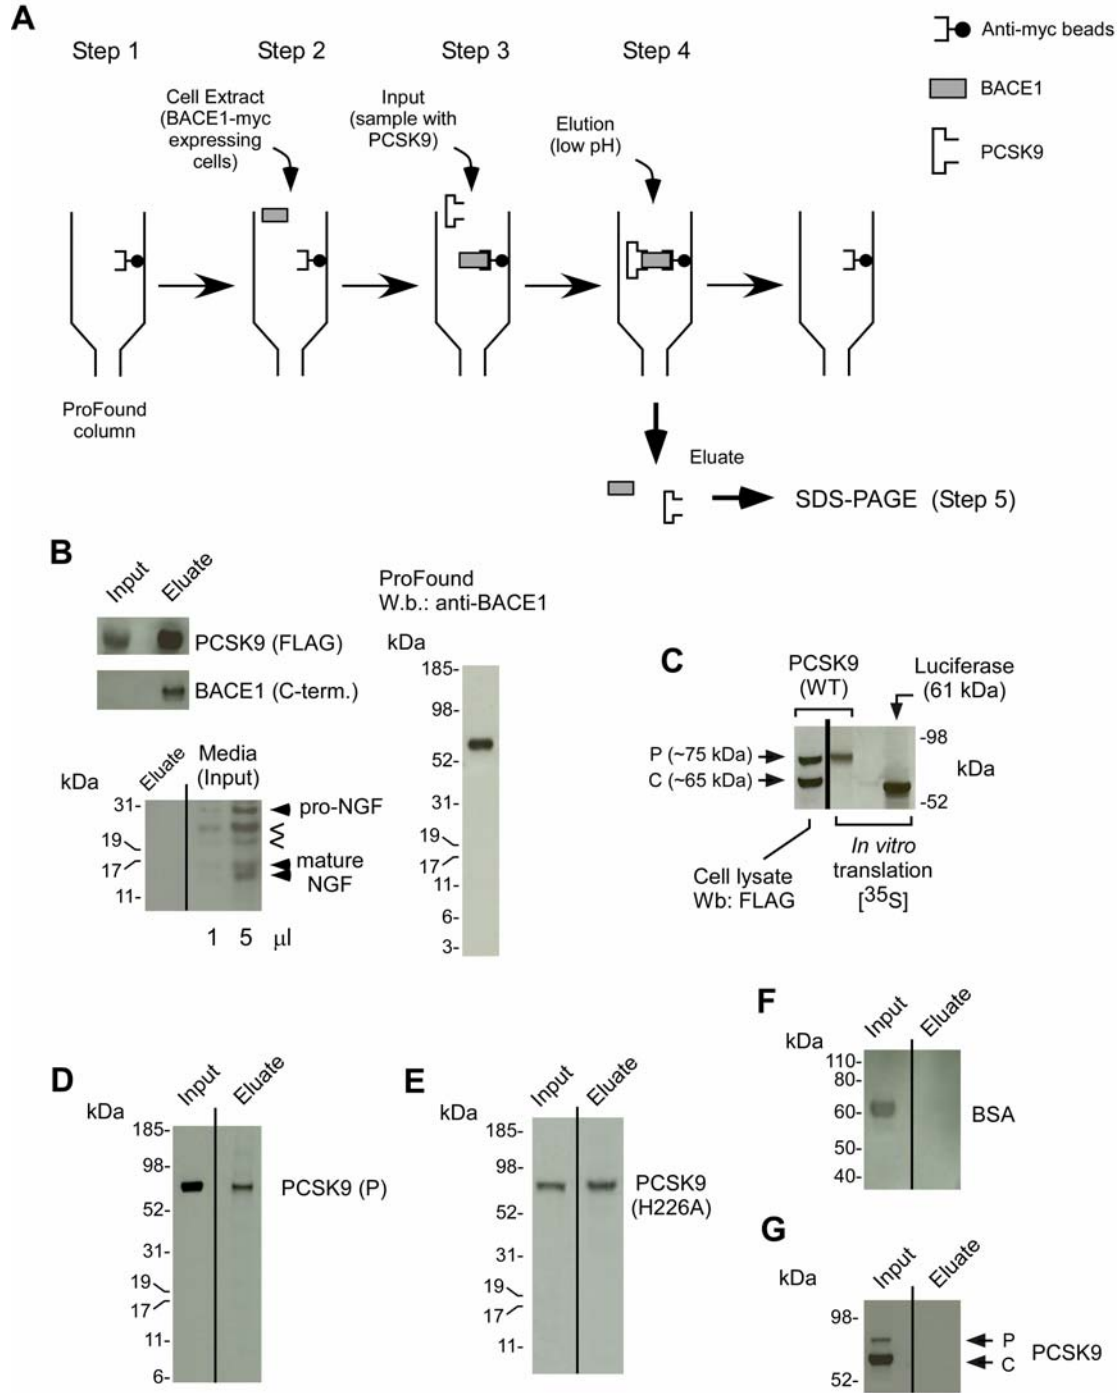 A
Step 1
Step 2
Step 3
Step 4
Anti-myc beads
BACE1
PCSK9
Cell Extract
(BACE1-myc
expressing
cells)
Input
(sample with
PCSK9)
Elution
(low pH)
ProFound
column
Eluate
SDS-PAGE (Step 5)
B
Input
Eluate
PCSK9 (FLAG)
BACE1 (C-term.)
kDa
Eluate
Media
(Input)
31-
19
17
11-
pro-NGF
<
<
mature
NGF
1 5 µl
ProFound
W.b.: anti-BACE1
kDa
185-
98-
52-
31-
19
17
11-
6-
3-
C
PCSK9
(WT)
Luciferase
(61 kDa)
P (~75 kDa)
C (~65 kDa)
-98
kDa
-52
Cell lysate
Wb: FLAG
In vitro
translation
[35S]
D
kDa
Input
Eluate
185-
98-
52-
31-
19
17
11-
6-
PCSK9 (P)
E
kDa
Input
Eluate
185-
98-
52-
31-
19
17
11-
PCSK9
(H226A)
F
kDa
Input
Eluate
110-
80-
60-
50-
40-
BSA
G
kDa
Input
Eluate
98-
52-
P
C
PCSK9